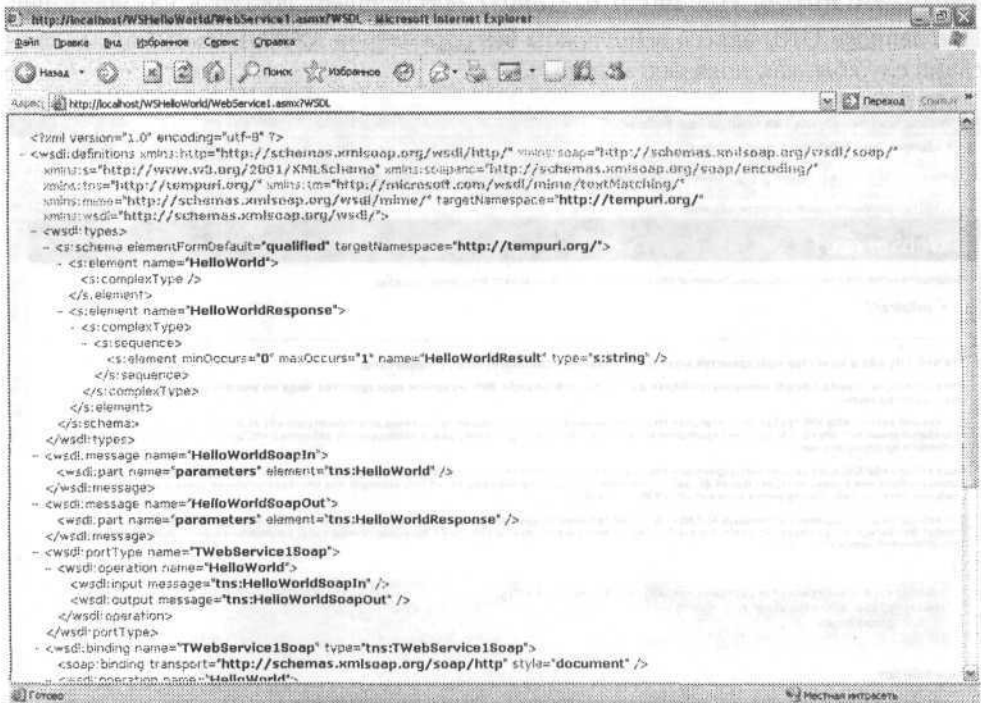 http://localhost/WSHelloWorld/WebService1.asmx?WSDL - Microsoft Internet Explorer
Файл Правка Вид Избранное Сервис Справка
Назад Поиск Избранное
Адрес: http://localhost/WSHelloWorld/WebService1.asmx?WSDL Переход Ссылки »
<?xml version="1.0" encoding="utf-8" ?>
- <wsdl:definitions xmlns:http="http://schemas.xmlsoap.org/wsdl/http/" xmlns:soap="http://schemas.xmlsoap.org/wsdl/soap/"
xmlns:s="http://www.w3.org/2001/XMLSchema" xmlns:soapenc="http://schemas.xmlsoap.org/soap/encoding/"
xmlns:tns="http://tempuri.org/" xmlns:tm="http://microsoft.com/wsdl/mime/textMatching/"
xmlns:mime="http://schemas.xmlsoap.org/wsdl/mime/" targetNamespace="http://tempuri.org/"
xmlns:wsdl="http://schemas.xmlsoap.org/wsdl/">
- <wsdl:types>
- <s:schema elementFormDefault="qualified" targetNamespace="http://tempuri.org/">
- <s:element name="HelloWorld">
<s:complexType />
</s:element>
- <s:element name="HelloWorldResponse">
- <s:complexType>
- <s:sequence>
<s:element minOccurs="0" maxOccurs="1" name="HelloWorldResult" type="s:string" />
</s:sequence>
</s:complexType>
</s:element>
</s:schema>
</wsdl:types>
- <wsdl:message name="HelloWorldSoapIn">
<wsdl:part name="parameters" element="tns:HelloWorld" />
</wsdl:message>
- <wsdl:message name="HelloWorldSoapOut">
<wsdl:part name="parameters" element="tns:HelloWorldResponse" />
</wsdl:message>
- <wsdl:portType name="TWebService1Soap">
- <wsdl:operation name="HelloWorld">
<wsdl:input message="tns:HelloWorldSoapIn" />
<wsdl:output message="tns:HelloWorldSoapOut" />
</wsdl:operation>
</wsdl:portType>
- <wsdl:binding name="TWebService1Soap" type="tns:TWebService1Soap">
<soap:binding transport="http://schemas.xmlsoap.org/soap/http" style="document" />
- <wsdl:operation name="HelloWorld">
Готово Местная интрасеть